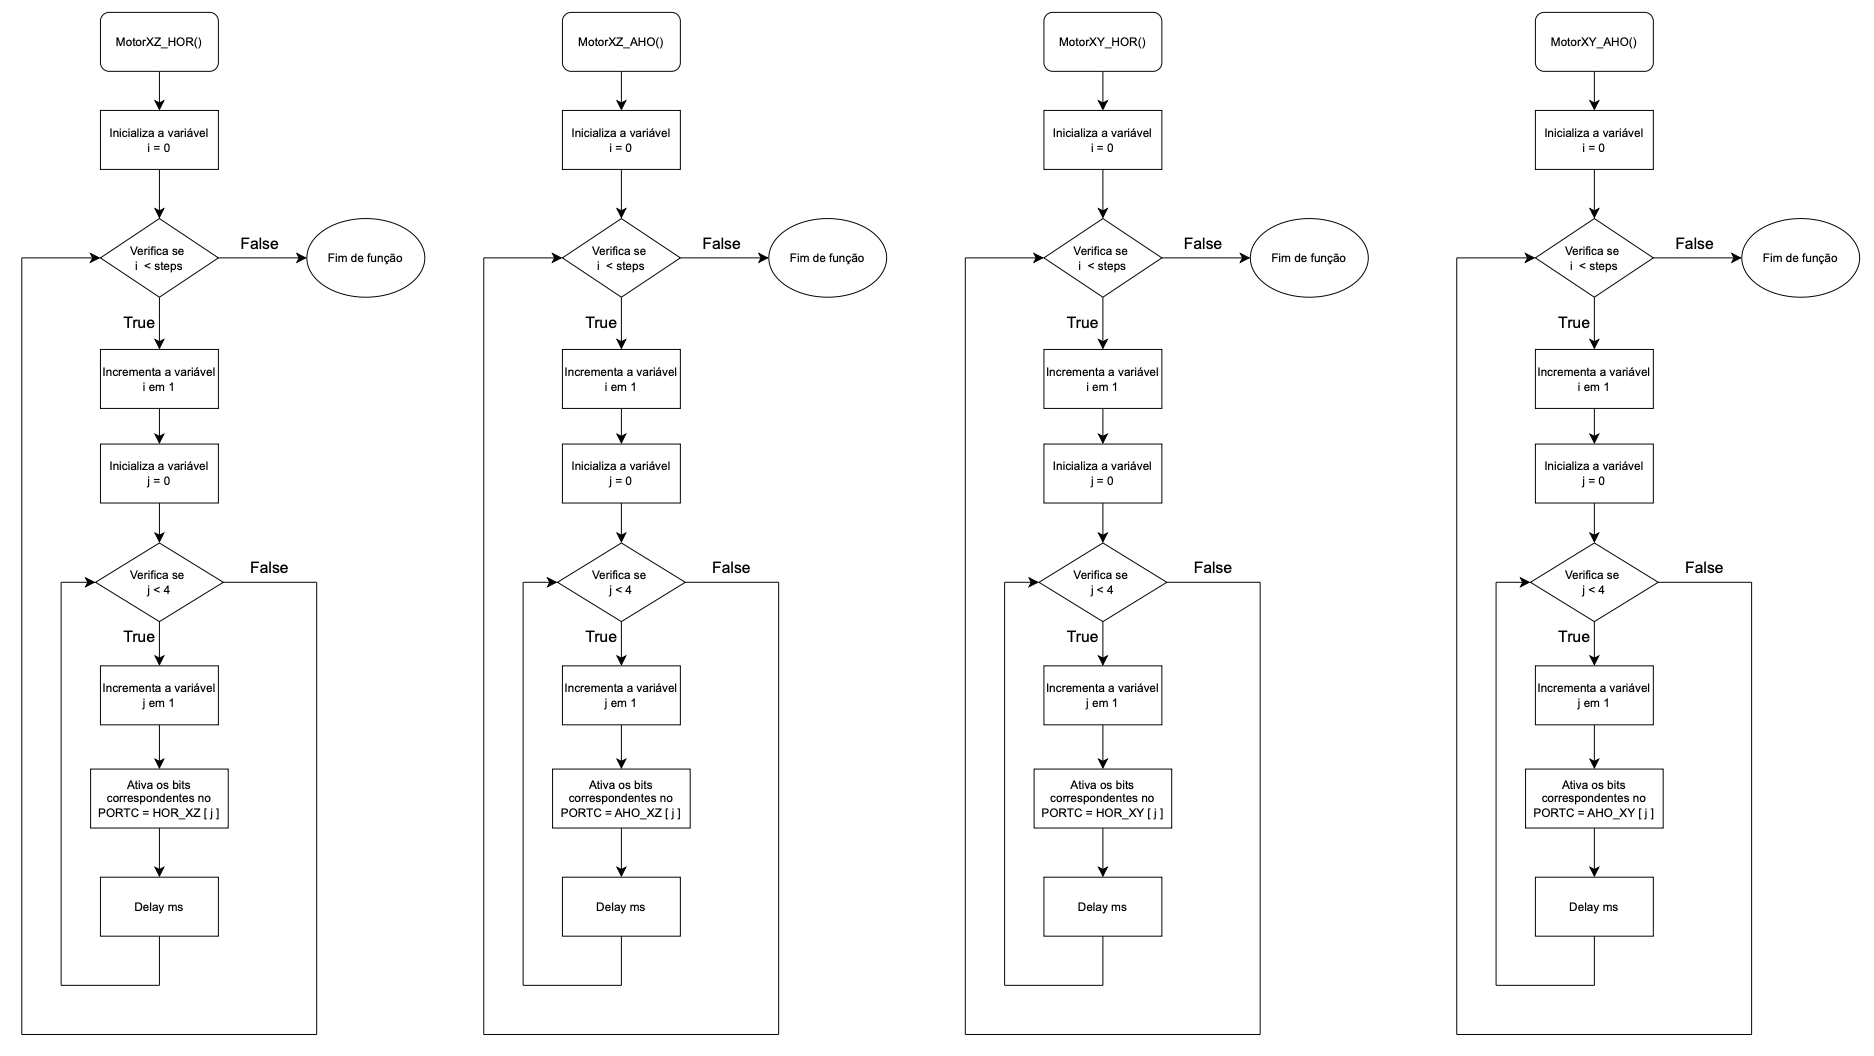 MotorXZ_HOR()
Inicializa a variável
i = 0
Verifica se
i < steps
False
Fim de função
True
Incrementa a variável
i em 1
Inicializa a variável
j = 0
Verifica se
j < 4
False
True
Incrementa a variável
j em 1
Ativa os bits
correspondentes no
PORTC = HOR_XZ [ j ]
Delay ms
MotorXZ_AHO()
Inicializa a variável
i = 0
Verifica se
i < steps
False
Fim de função
True
Incrementa a variável
i em 1
Inicializa a variável
j = 0
Verifica se
j < 4
False
True
Incrementa a variável
j em 1
Ativa os bits
correspondentes no
PORTC = AHO_XZ [ j ]
Delay ms
MotorXY_HOR()
Inicializa a variável
i = 0
Verifica se
i < steps
False
Fim de função
True
Incrementa a variável
i em 1
Inicializa a variável
j = 0
Verifica se
j < 4
False
True
Incrementa a variável
j em 1
Ativa os bits
correspondentes no
PORTC = HOR_XY [ j ]
Delay ms
MotorXY_AHO()
Inicializa a variável
i = 0
Verifica se
i < steps
False
Fim de função
True
Incrementa a variável
i em 1
Inicializa a variável
j = 0
Verifica se
j < 4
False
True
Incrementa a variável
j em 1
Ativa os bits
correspondentes no
PORTC = AHO_XY [ j ]
Delay ms